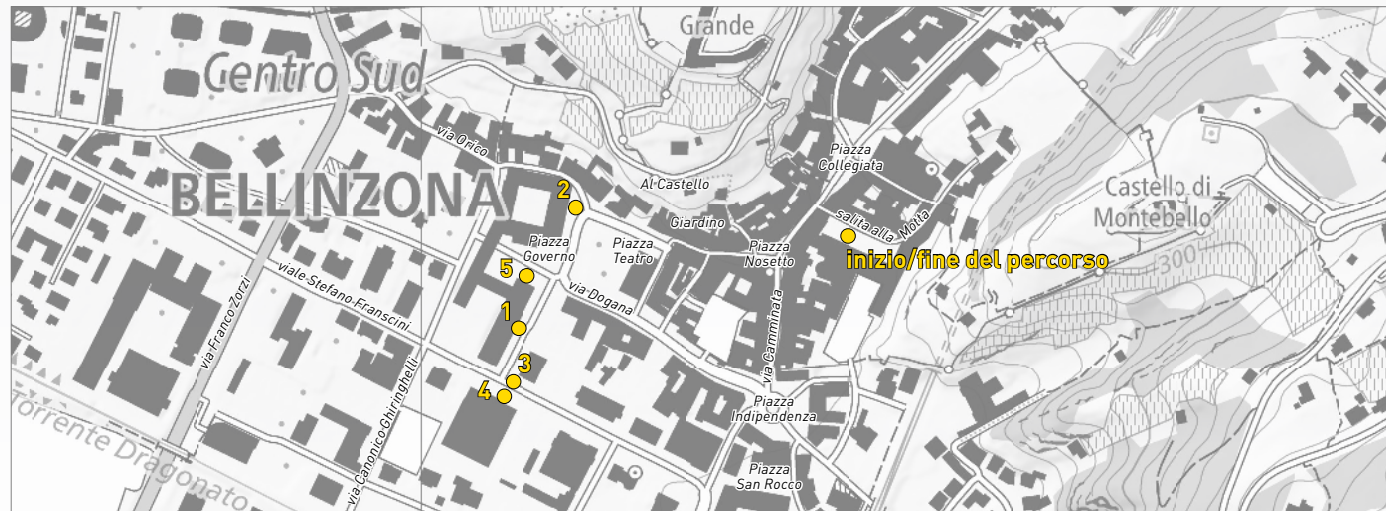 Grande
Centro Sud
via Orico
Piazza
Collegiata
BELLINZONA
2
Al Castello
Castello di
Montebello
Giardino
salita alla
Motta
Piazza
Governo
Piazza
Teatro
Piazza
Nosetto
inizio/fine del percorso
300
5
viale Stefano Franscini
via Dogana
1
via Franco Zorzi
via Camminata
3
4
via Canonico Ghiringhelli
Torrente Dragonato
Piazza
Indipendenza
Piazza
San Rocco